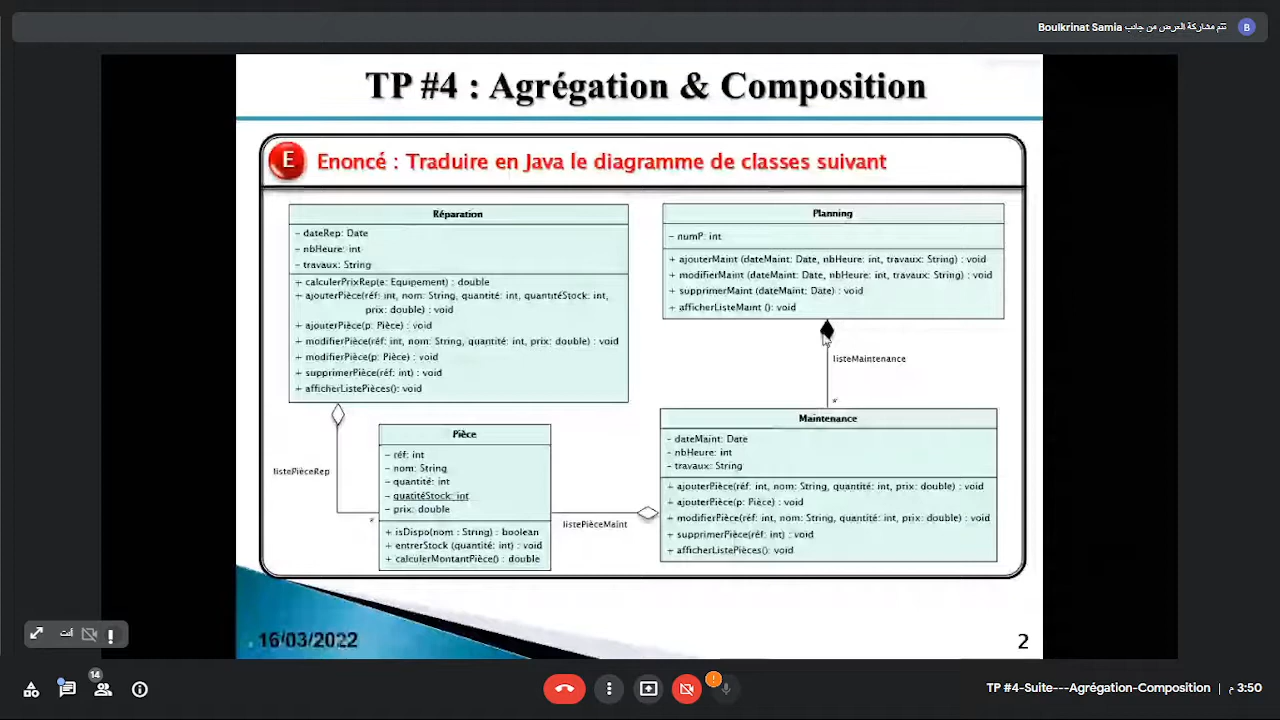 تتم مشاركة العرض من جانب Boulkrinat Samia
B
TP #4 : Agrégation & Composition
E
Enoncé : Traduire en Java le diagramme de classes suivant
Réparation
- dateRep: Date
- nbHeure: int
- travaux: String
+ calculerPrixRep(e: Equipement) : double
+ ajouterPièce(réf: int, nom: String, quantité: int, quantitéStock: int,
prix: double) : void
+ ajouterPièce(p: Pièce) : void
+ modifierPièce(réf: int, nom: String, quantité: int, prix: double) : void
+ modifierPièce(p: Pièce) : void
+ supprimerPièce(réf: int) : void
+ afficherListePièces(): void
Planning
- numP: int
+ ajouterMaint (dateMaint: Date, nbHeure: int, travaux: String) : void
+ modifierMaint (dateMaint: Date, nbHeure: int, travaux: String) : void
+ supprimerMaint (dateMaint: Date) : void
+ afficherListeMaint (): void
listeMaintenance
*
listePièceRep
*
Pièce
- réf: int
- nom: String
- quantité: int
- quatitéStock: int
- prix: double
+ isDispo(nom : String) : boolean
+ entrerStock (quantité: int) : void
+ calculerMontantPièce() : double
listePièceMaint
Maintenance
- dateMaint: Date
- nbHeure: int
- travaux: String
+ ajouterPièce(réf: int, nom: String, quantité: int, prix: double) : void
+ ajouterPièce(p: Pièce) : void
+ modifierPièce(réf: int, nom: String, quantité: int, prix: double) : void
+ supprimerPièce(réf: int) : void
+ afficherListePièces(): void
أنت
16/03/2022
2
14
TP #4-Suite---Agrégation-Composition | 3:50 م